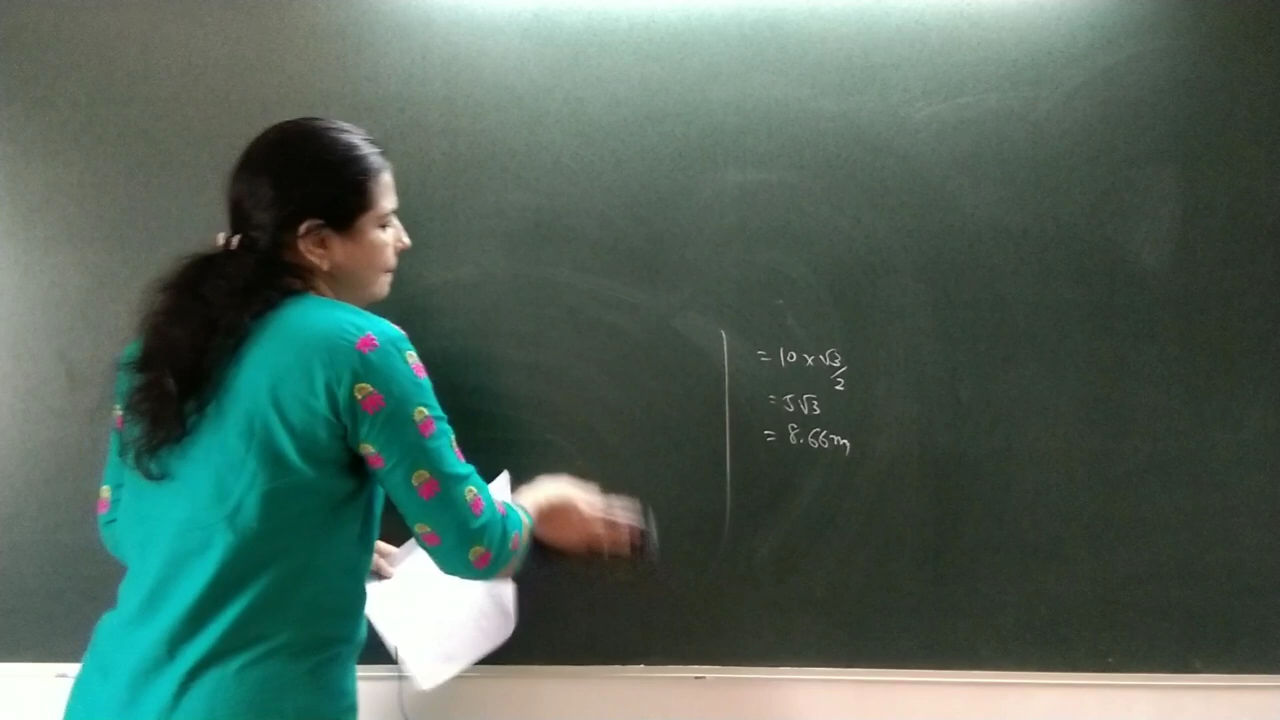 = 10 × √3/2
= 5√3
= 8.66m